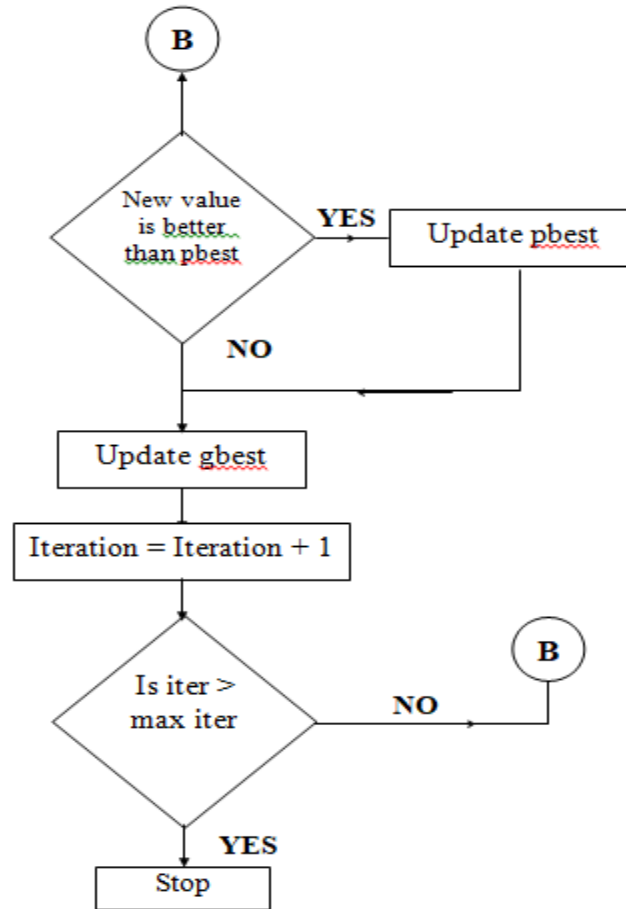 B
New value
is better
than pbest
YES
Update pbest
NO
Update gbest
Iteration = Iteration + 1
Is iter >
max iter
NO
B
YES
Stop